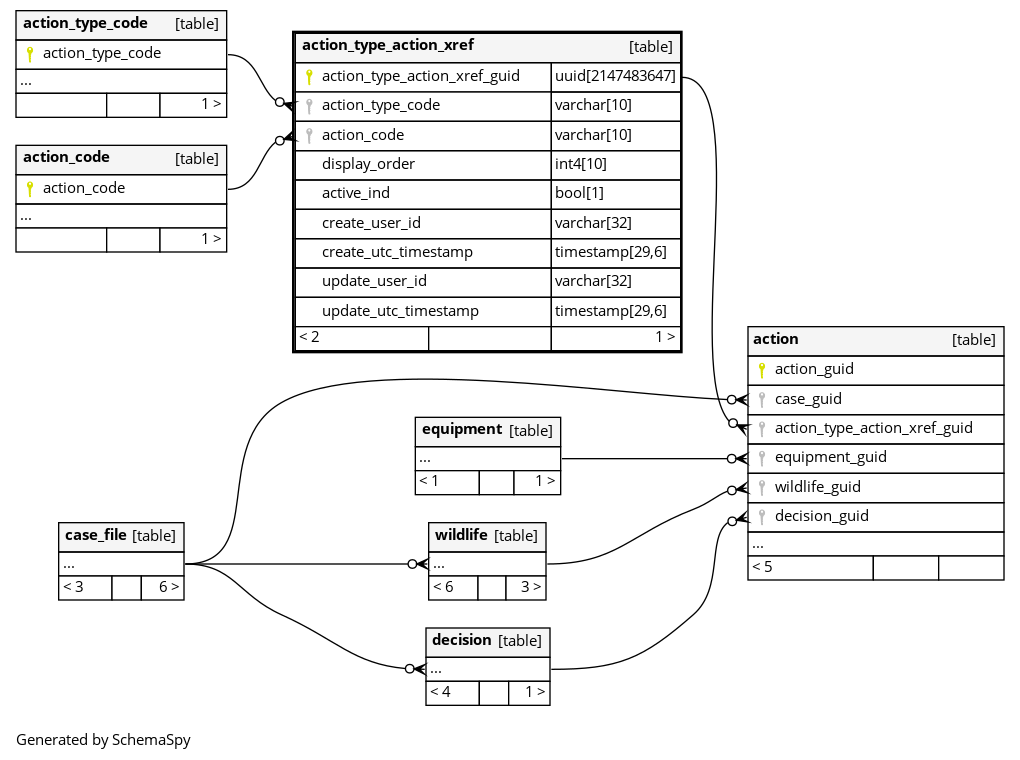 action_type_code [table]
action_type_code
...
1 >
action_code [table]
action_code
...
1 >
action_type_action_xref [table]
action_type_action_xref_guid uuid[2147483647]
action_type_code varchar[10]
action_code varchar[10]
display_order int4[10]
active_ind bool[1]
create_user_id varchar[32]
create_utc_timestamp timestamp[29,6]
update_user_id varchar[32]
update_utc_timestamp timestamp[29,6]
< 2 1 >
action [table]
action_guid
case_guid
action_type_action_xref_guid
equipment_guid
wildlife_guid
decision_guid
...
< 5
equipment [table]
...
< 1 1 >
case_file [table]
...
< 3 6 >
wildlife [table]
...
< 6 3 >
decision [table]
...
< 4 1 >
Generated by SchemaSpy